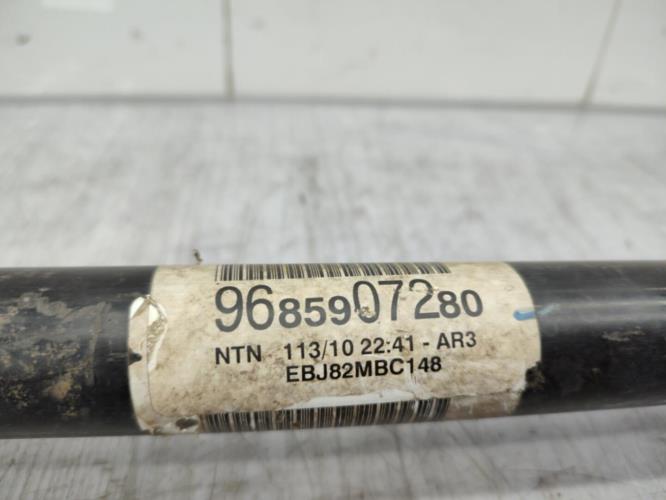 9685907280
NTN 113/10 22:41 - AR3
EBJ82MBC148